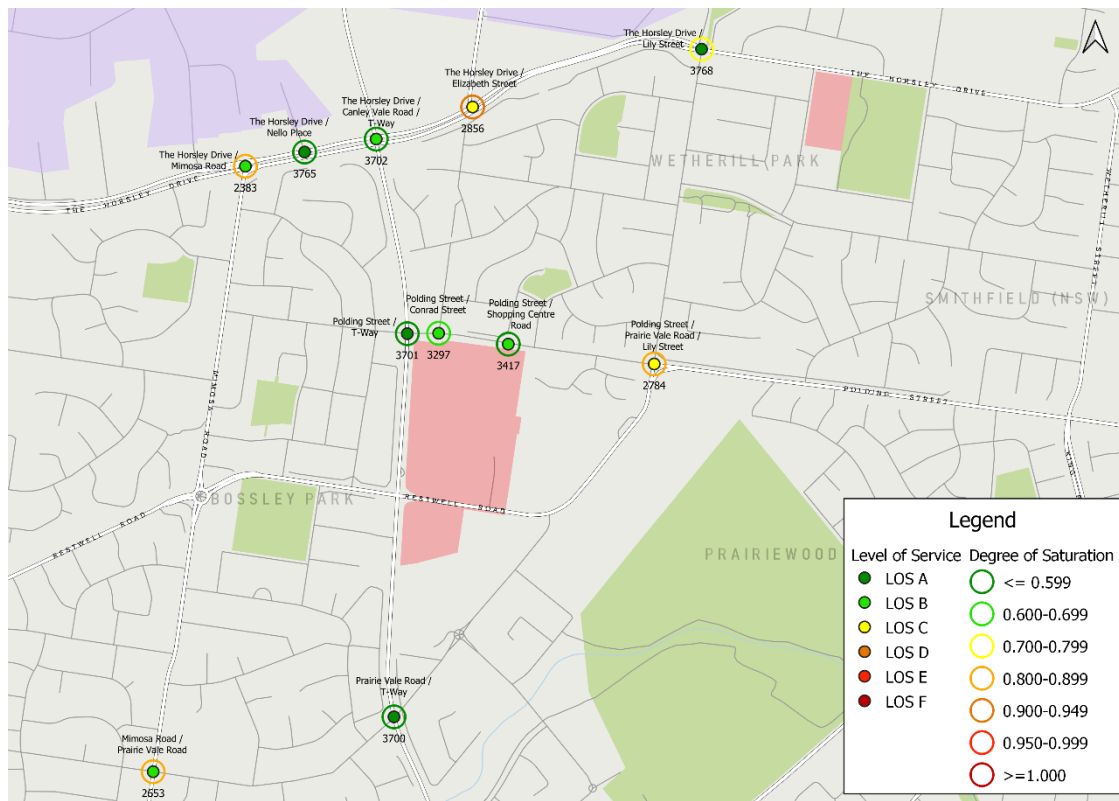 The Horsley Drive /
Lily Street
3768
THE HORSLEY DRIVE
The Horsley Drive /
Elizabeth Street
2856
The Horsley Drive /
Canley Vale Road /
T-Way
3702
The Horsley Drive /
Nello Place
3765
The Horsley Drive /
Mimosa Road
2383
THE HORSLEY DRIVE
WETHERILL PARK
WETHERILL STREET
SMITHFIELD (NSW)
Polding Street /
T-Way
3701
Polding Street /
Conrad Street
3297
Polding Street /
Shopping Centre
Road
3417
Polding Street /
Prairie Vale Road /
Lily Street
2784
POLDING STREET
MIMOSA ROAD
KING
BOSSLEY PARK
RESTWELL ROAD
RESTWELL ROAD
PRAIRIEWOOD
Prairie Vale Road /
T-Way
3700
Mimosa Road /
Prairie Vale Road
2653
Legend
Level of Service
LOS A
LOS B
LOS C
LOS D
LOS E
LOS F
Degree of Saturation
<= 0.599
0.600-0.699
0.700-0.799
0.800-0.899
0.900-0.949
0.950-0.999
>=1.000